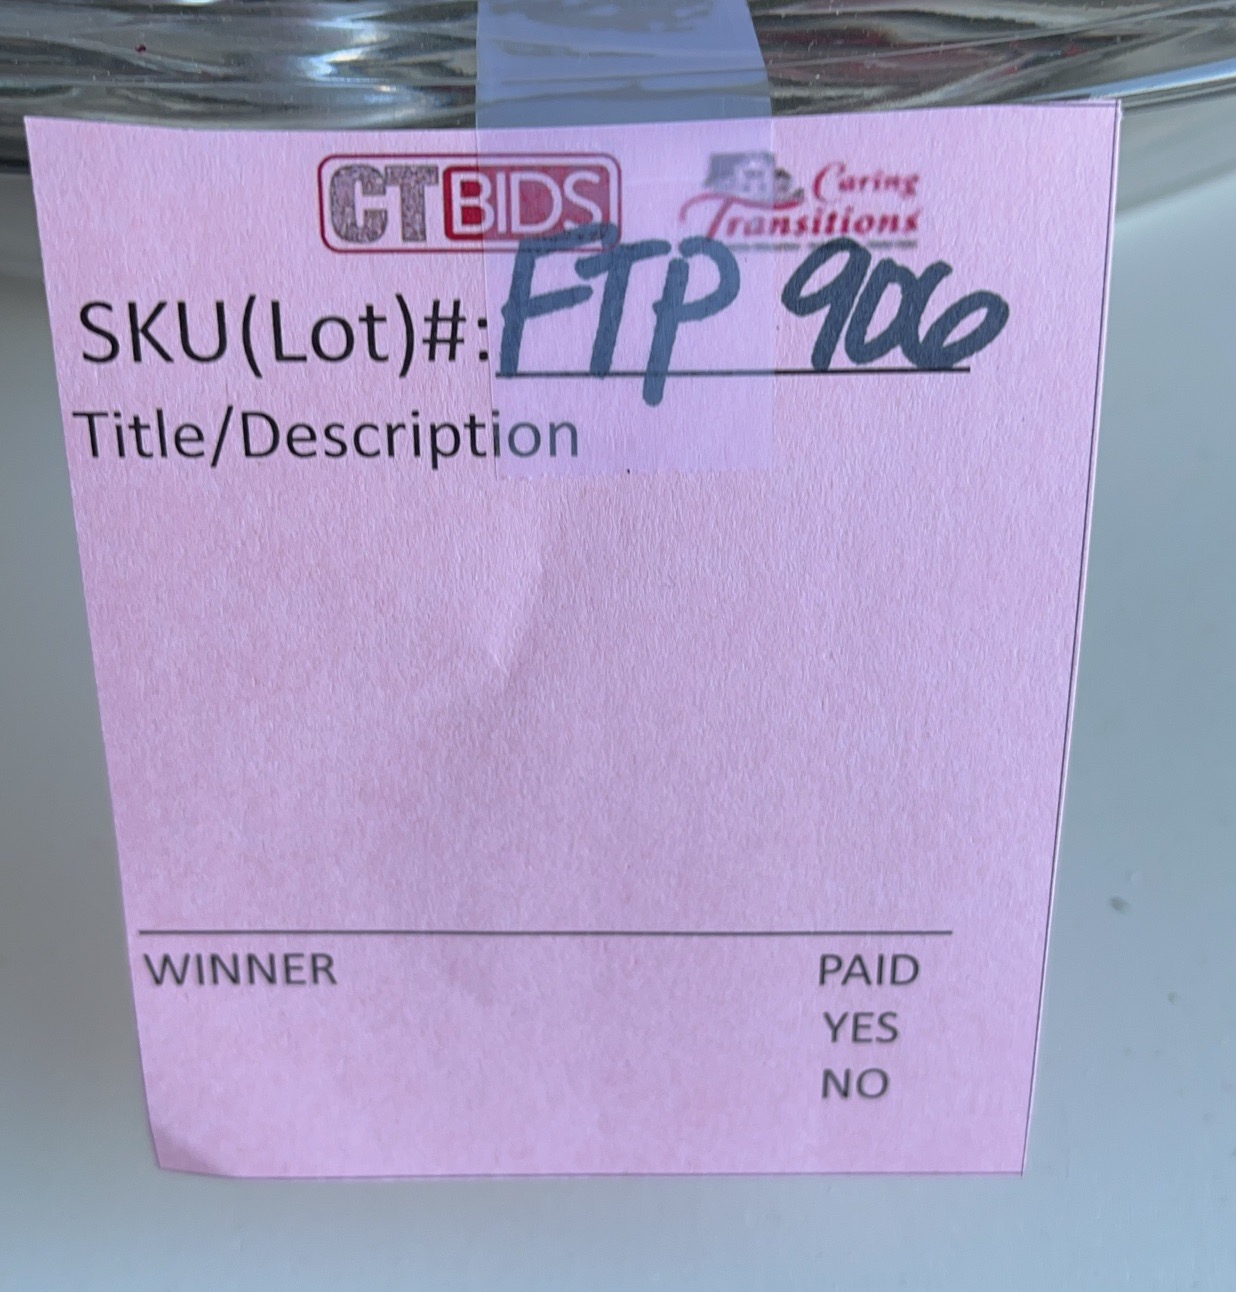 CTBIDS Caring
Transitions
SKU(Lot)#: FTP 906
Title/Description
WINNER PAID
YES
NO